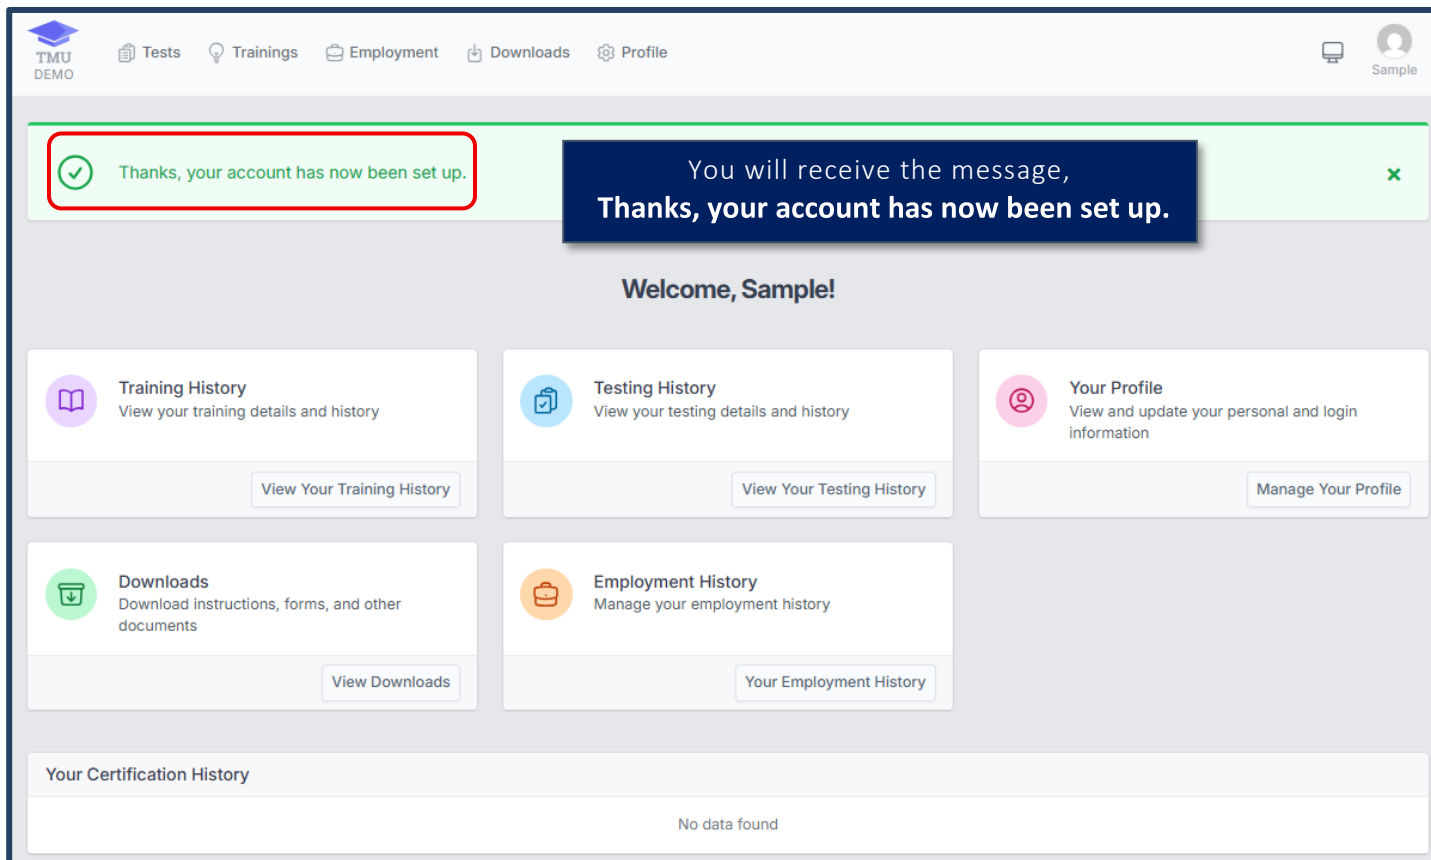 TMU
DEMO
Tests
Trainings
Employment
Downloads
Profile
Sample
Thanks, your account has now been set up.
You will receive the message,
Thanks, your account has now been set up.
Welcome, Sample!
Training History
View your training details and history
View Your Training History
Testing History
View your testing details and history
View Your Testing History
Your Profile
View and update your personal and login
information
Manage Your Profile
Downloads
Download instructions, forms, and other
documents
View Downloads
Employment History
Manage your employment history
Your Employment History
Your Certification History
No data found